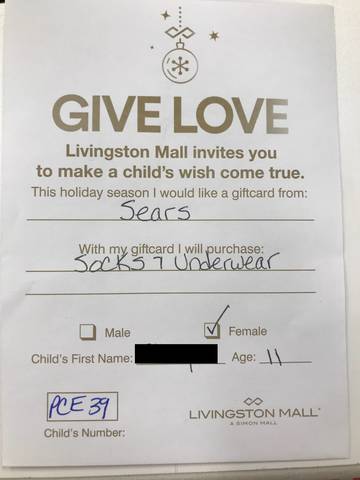 GIVE LOVE
Livingston Mall invites you
to make a child's wish come true.
This holiday season I would like a giftcard from:
Sears
With my giftcard I will purchase:
Socks & Underwear
Male Female
Child's First Name: Age: 11
PCE 39
Child's Number:
LIVINGSTON MALL®
A SIMON MALL